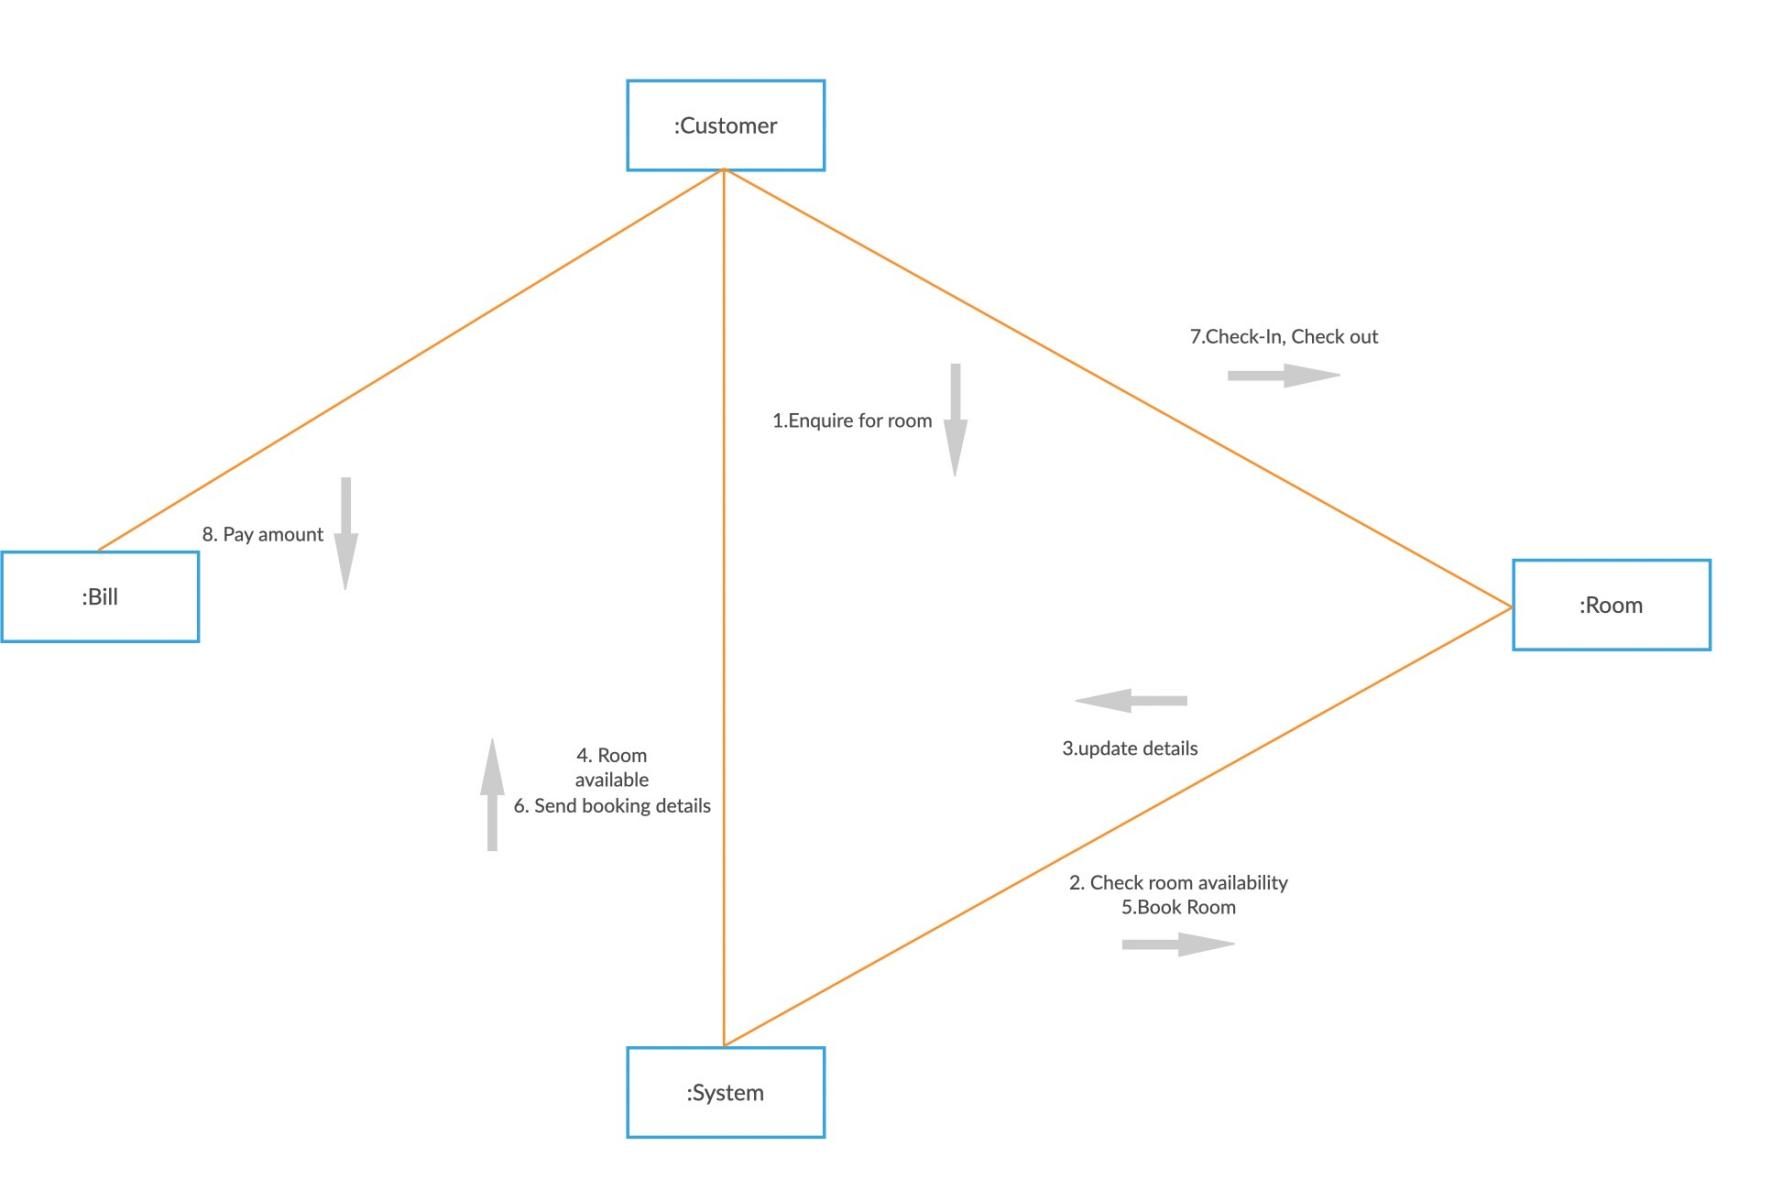 :Customer
7.Check-In, Check out
1.Enquire for room
8. Pay amount
:Bill
:Room
3.update details
4. Room
available
6. Send booking details
2. Check room availability
5.Book Room
:System